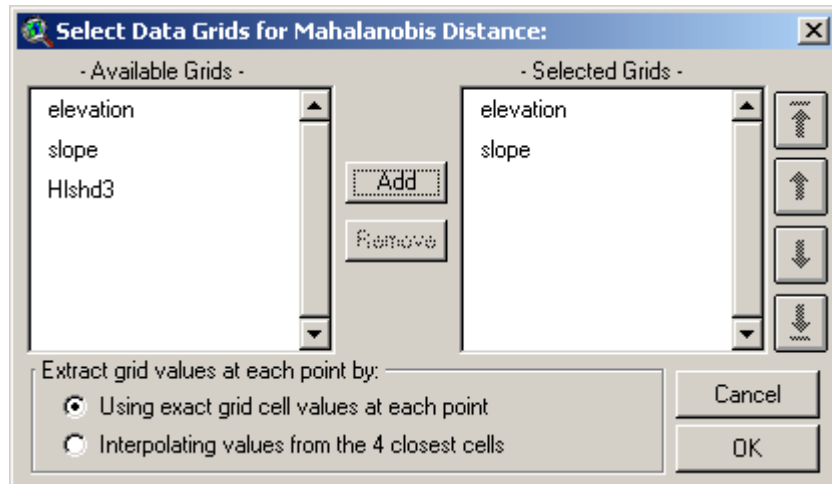 Select Data Grids for Mahalanobis Distance:
- Available Grids -
elevation
slope
Hlshd3
Add
Remove
- Selected Grids -
elevation
slope
Extract grid values at each point by:
Using exact grid cell values at each point
Interpolating values from the 4 closest cells
Cancel
OK